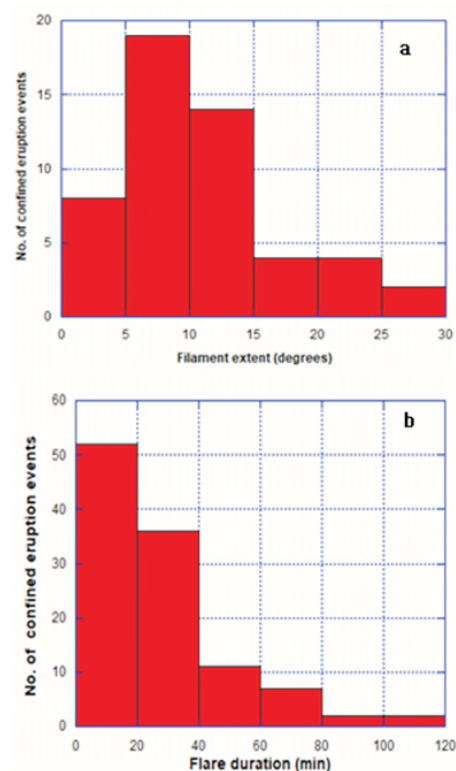 a
No. of confined eruption events
20
15
10
5
0
0 5 10 15 20 25 30
Filament extent (degrees)
b
No. of confined eruption events
60
50
40
30
20
10
0
0 20 40 60 80 100 120
Flare duration (min)